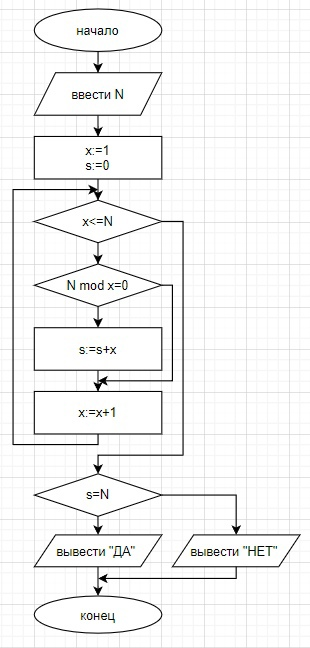 начало
ввести N
x:=1
s:=0
x<=N
N mod x=0
s:=s+x
x:=x+1
s=N
вывести "ДА"
вывести "НЕТ"
конец